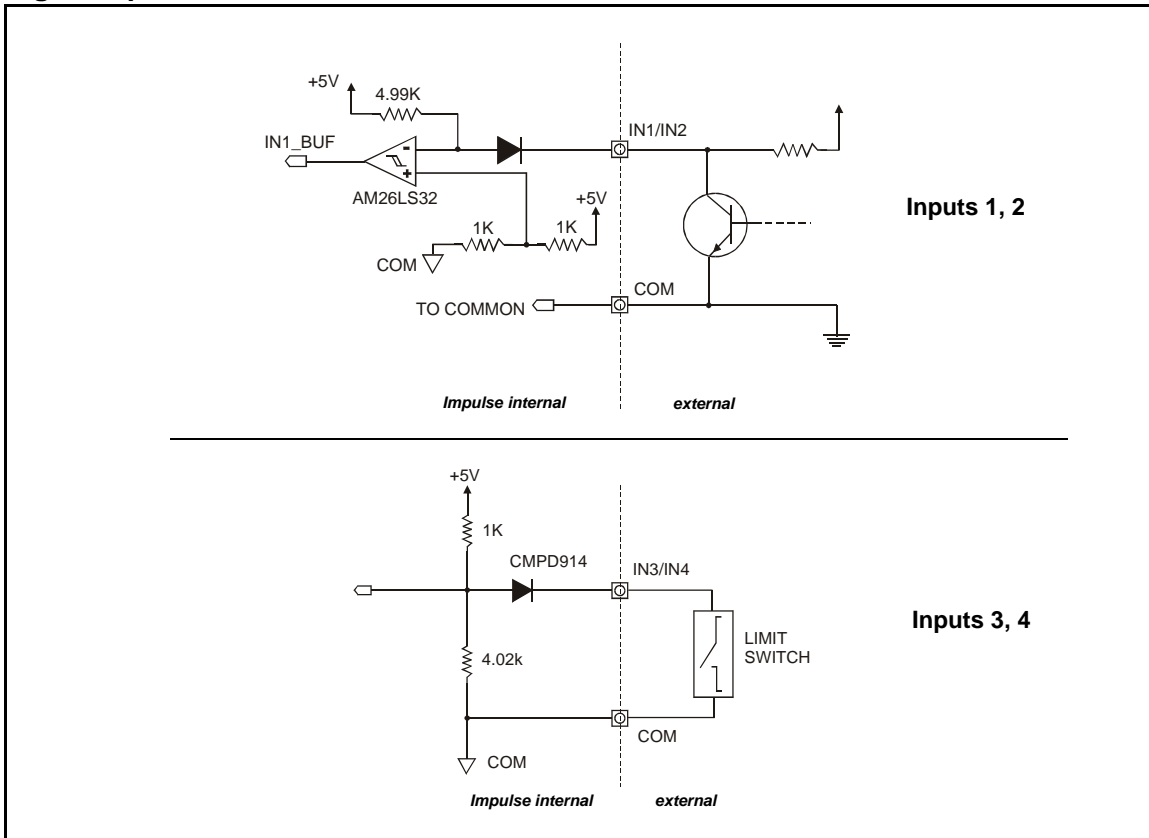 +5V
4.99K
IN1_BUF
IN1/IN2
-
+
AM26LS32
+5V
1K
1K
Inputs 1, 2
COM
COM
TO COMMON
Impulse internal
external
+5V
1K
CMPD914
IN3/IN4
Inputs 3, 4
LIMIT
SWITCH
4.02k
COM
COM
Impulse internal
external